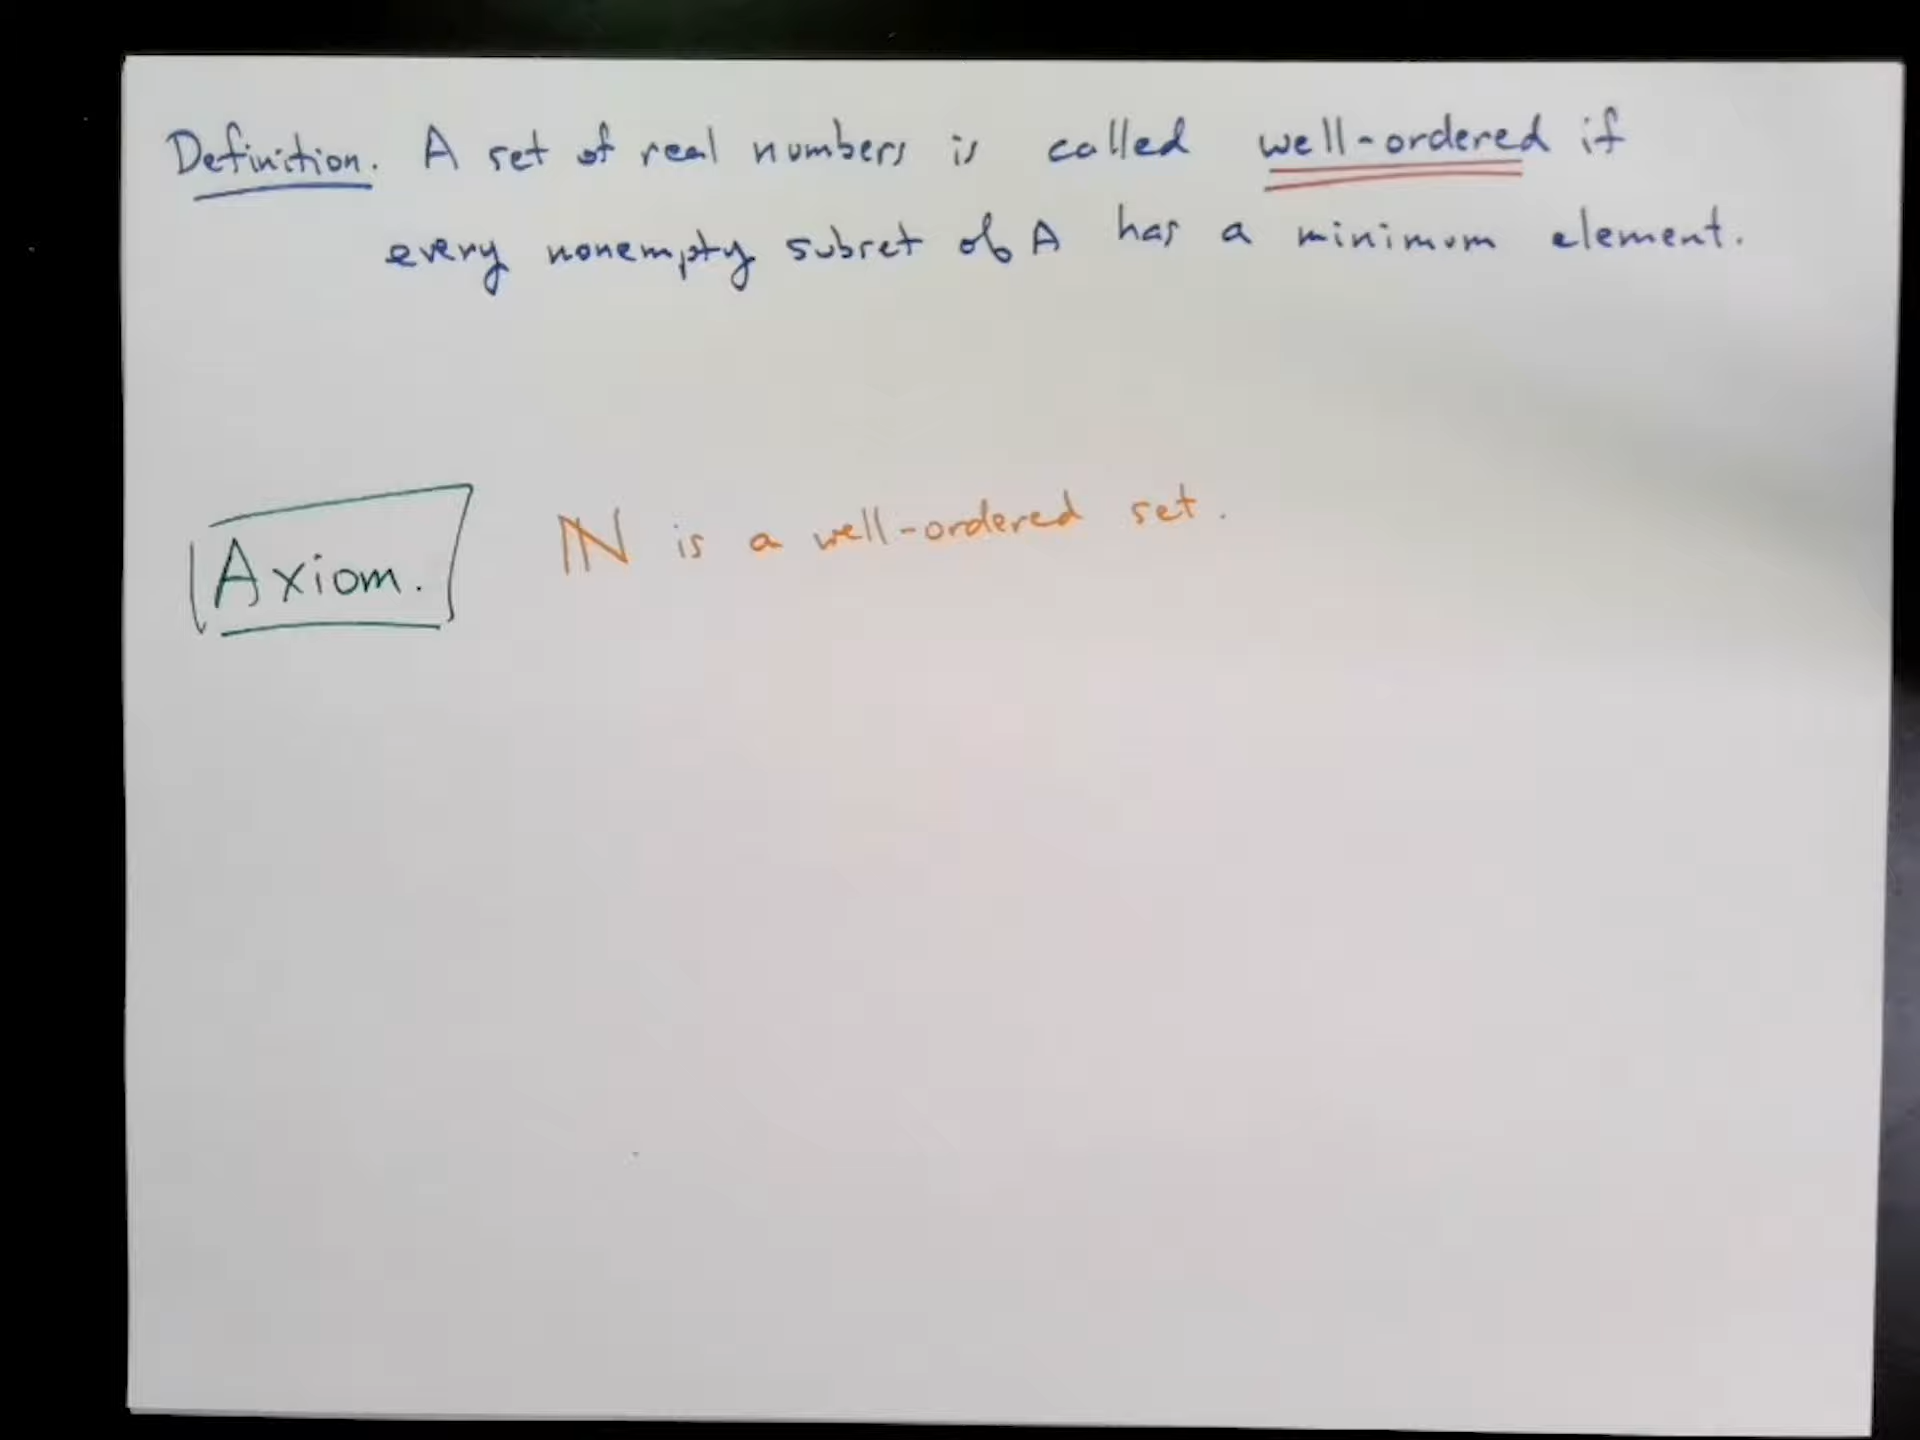 Definition. A set of real numbers is called well-ordered if
every nonempty subset of A has a minimum element.
Axiom. ℕ is a well-ordered set.